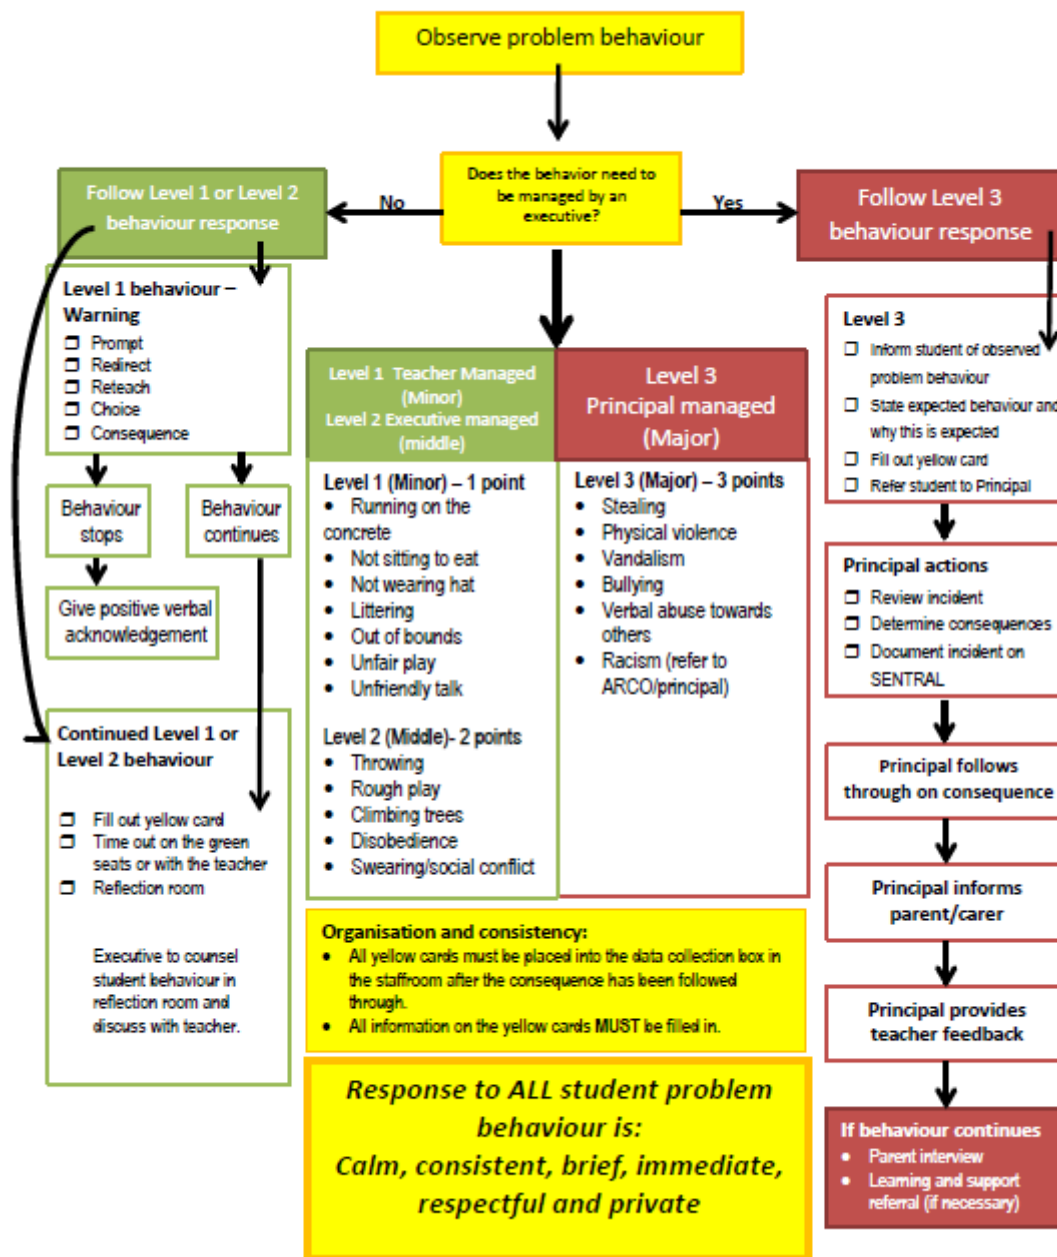 Observe problem behaviour
Does the behavior need to
be managed by an
executive?
No
Yes
Follow Level 1 or Level 2
behaviour response
Follow Level 3
behaviour response
Level 1 behaviour –
Warning
❒ Prompt
❒ Redirect
❒ Reteach
❒ Choice
❒ Consequence
Behaviour
stops
Behaviour
continues
Give positive verbal
acknowledgement
Continued Level 1 or
Level 2 behaviour
❒ Fill out yellow card
❒ Time out on the green
seats or with the teacher
❒ Reflection room
Executive to counsel
student behaviour in
reflection room and
discuss with teacher.
Level 1 Teacher Managed
(Minor)
Level 2 Executive managed
(middle)
Level 1 (Minor) – 1 point
• Running on the
concrete
• Not sitting to eat
• Not wearing hat
• Littering
• Out of bounds
• Unfair play
• Unfriendly talk
Level 2 (Middle)- 2 points
• Throwing
• Rough play
• Climbing trees
• Disobedience
• Swearing/social conflict
Level 3
Principal managed
(Major)
Level 3 (Major) – 3 points
• Stealing
• Physical violence
• Vandalism
• Bullying
• Verbal abuse towards
others
• Racism (refer to
ARCO/principal)
Organisation and consistency:
• All yellow cards must be placed into the data collection box in
the staffroom after the consequence has been followed
through.
• All information on the yellow cards MUST be filled in.
Response to ALL student problem
behaviour is:
Calm, consistent, brief, immediate,
respectful and private
Level 3
❒ Inform student of observed
problem behaviour
❒ State expected behaviour and
why this is expected
❒ Fill out yellow card
❒ Refer student to Principal
Principal actions
❒ Review incident
❒ Determine consequences
❒ Document incident on
SENTRAL
Principal follows
through on consequence
Principal informs
parent/carer
Principal provides
teacher feedback
If behaviour continues
• Parent interview
• Learning and support
referral (if necessary)